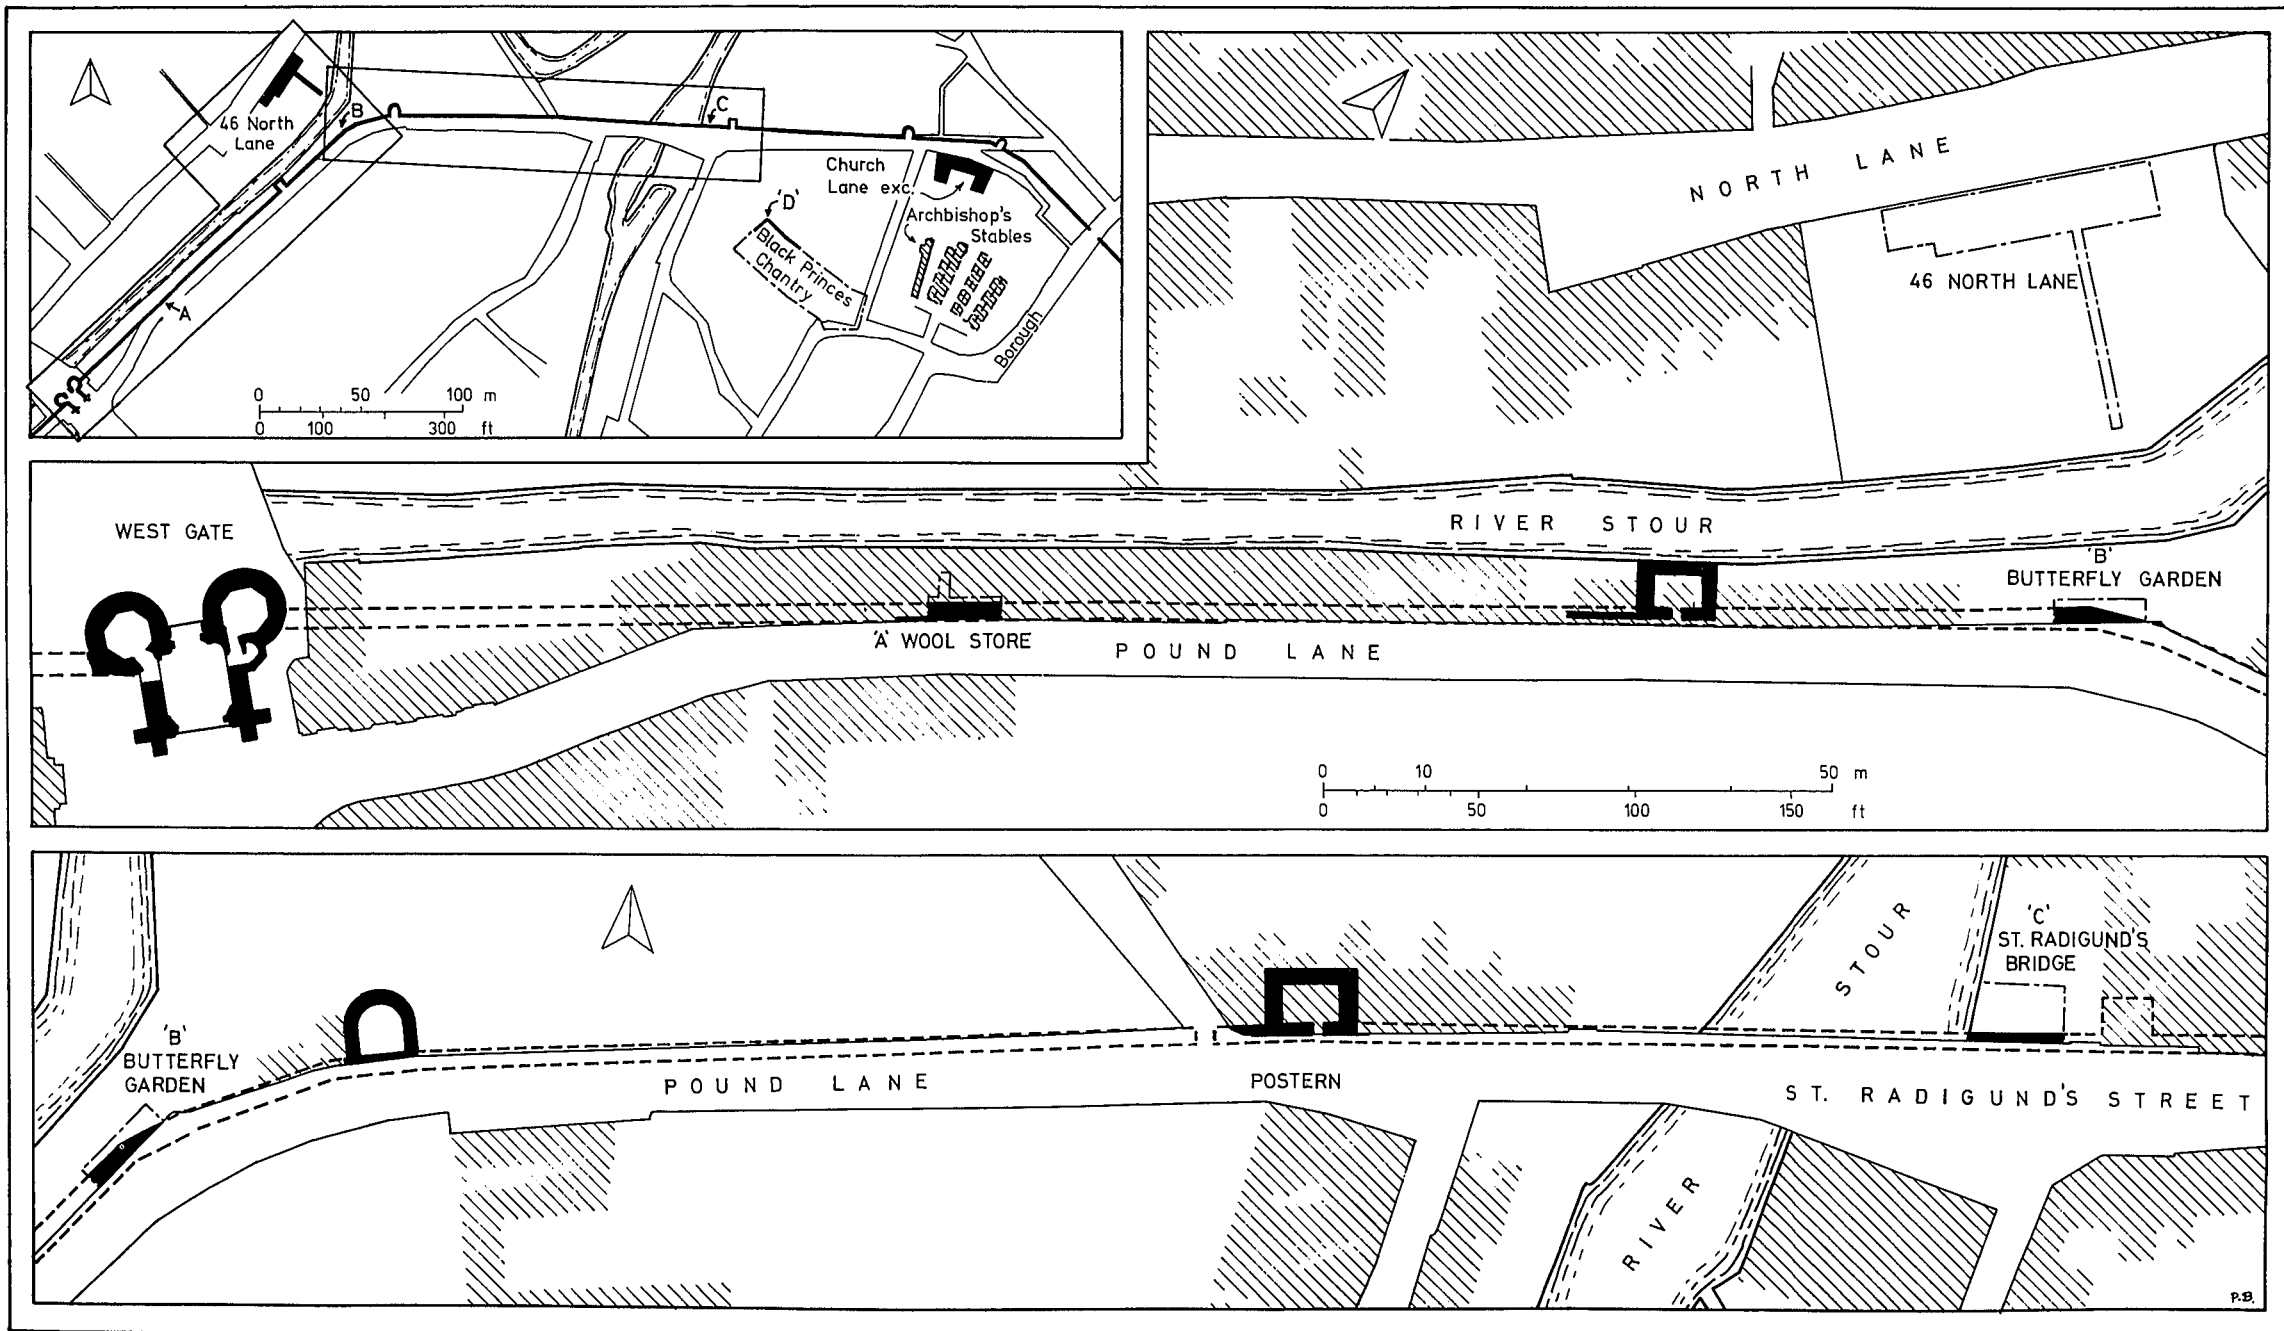 46 North
Lane
B
C
A
Church
Lane exc.
'D'
Black Princes
Chantry
Archbishop's
Stables
Borough
0 50 100 m
0 100 300 ft
NORTH LANE
46 NORTH LANE
WEST GATE
RIVER STOUR
'B'
BUTTERFLY GARDEN
'A' WOOL STORE
POUND LANE
0 10 50 m
0 50 100 150 ft
STOUR
'C'
ST. RADIGUND'S
BRIDGE
'B'
BUTTERFLY
GARDEN
POUND LANE
POSTERN
ST. RADIGUND'S STREET
RIVER
P.B.